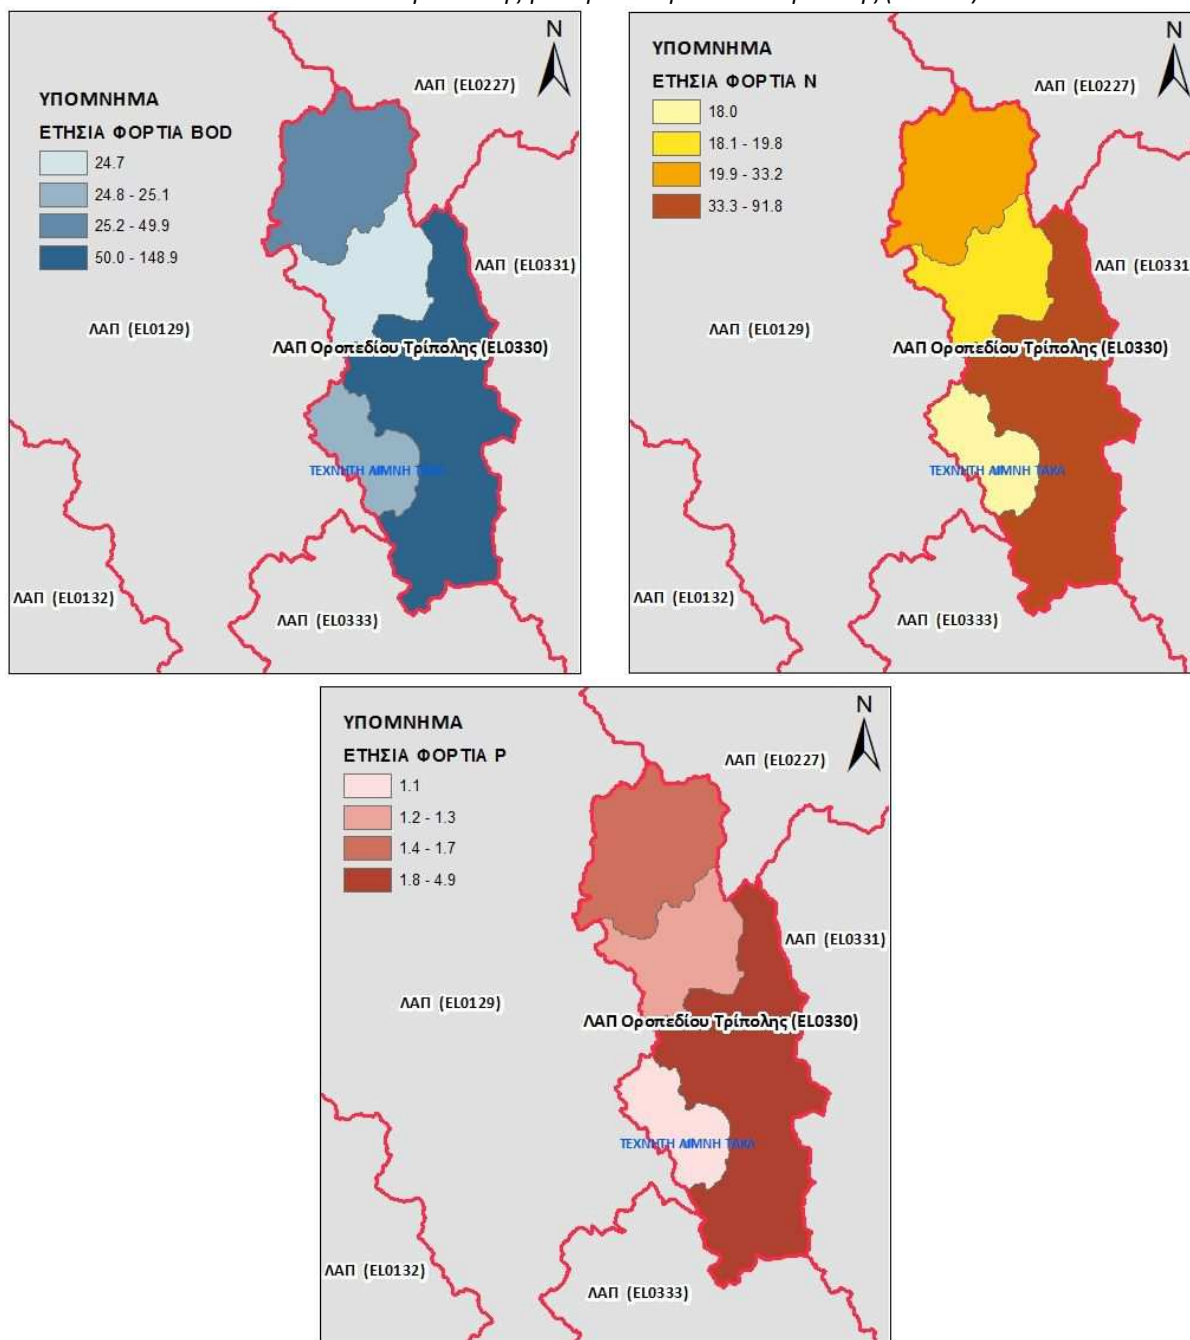 N
ΛΑΠ (EL0227)
ΥΠΟΜΝΗΜΑ
ΕΤΗΣΙΑ ΦΟΡΤΙΑ BOD
24.7
24.8 - 25.1
25.2 - 49.9
50.0 - 148.9
ΛΑΠ (EL0331)
ΛΑΠ (EL0129)
ΛΑΠ Οροπεδίου Τρίπολης (EL0330)
ΤΕΧΝΗΤΗ ΛΙΜΝΗ ΤΑΚΑ
ΛΑΠ (EL0132)
ΛΑΠ (EL0333)
N
ΥΠΟΜΝΗΜΑ
ΕΤΗΣΙΑ ΦΟΡΤΙΑ N
ΛΑΠ (EL0227)
18.0
18.1 - 19.8
19.9 - 33.2
33.3 - 91.8
ΛΑΠ (EL0331
ΛΑΠ (EL0129)
ΛΑΠ Οροπεδίου Τρίπολης (EL0330)
ΤΕΧΝΗΤΗ ΛΙΜΝΗ ΤΑΚΑ
ΛΑΠ (EL0132)
ΛΑΠ (EL0333)
N
ΥΠΟΜΝΗΜΑ
ΕΤΗΣΙΑ ΦΟΡΤΙΑ P
ΛΑΠ (EL0227)
1.1
1.2 - 1.3
1.4 - 1.7
1.8 - 4.9
ΛΑΠ (EL0331)
ΛΑΠ (EL0129)
ΛΑΠ Οροπεδίου Τρίπολης (EL0330)
ΤΕΧΝΗΤΗ ΛΙΜΝΗ ΤΑΚΑ
ΛΑΠ (EL0132)
ΛΑΠ (EL0333)